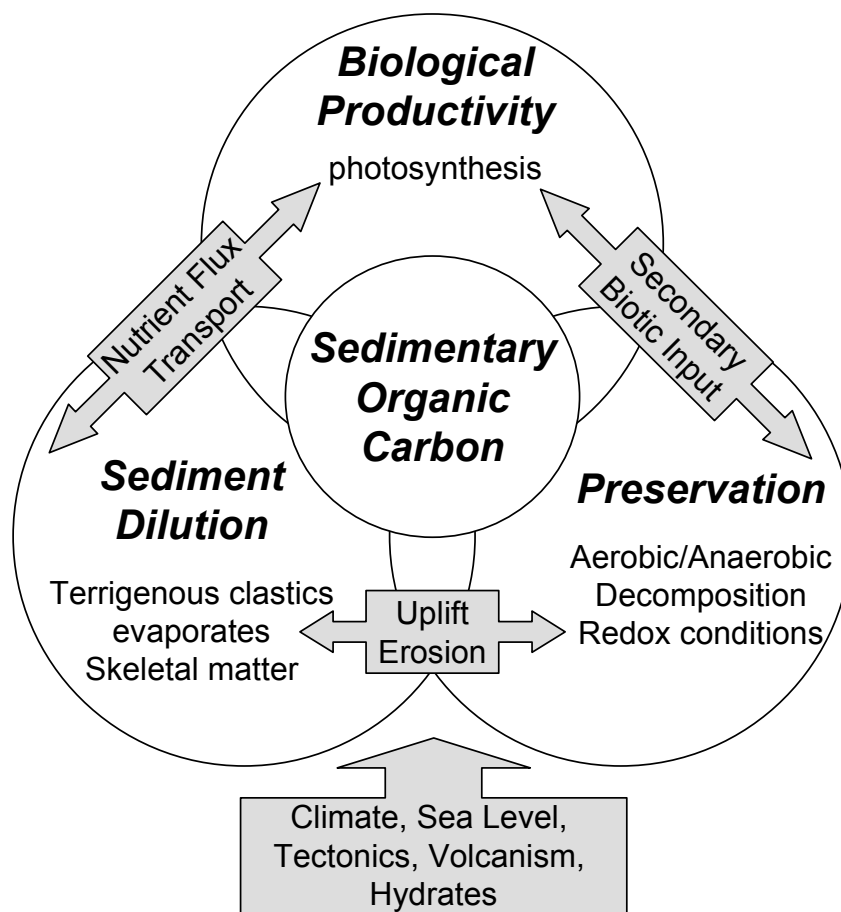 Biological
Productivity
photosynthesis
Nutrient Flux
Transport
Secondary
Biotic Input
Sedimentary
Organic
Carbon
Sediment
Dilution
Terrigenous clastics
evaporates
Skeletal matter
Preservation
Aerobic/Anaerobic
Decomposition
Redox conditions
Uplift
Erosion
Climate, Sea Level,
Tectonics, Volcanism,
Hydrates